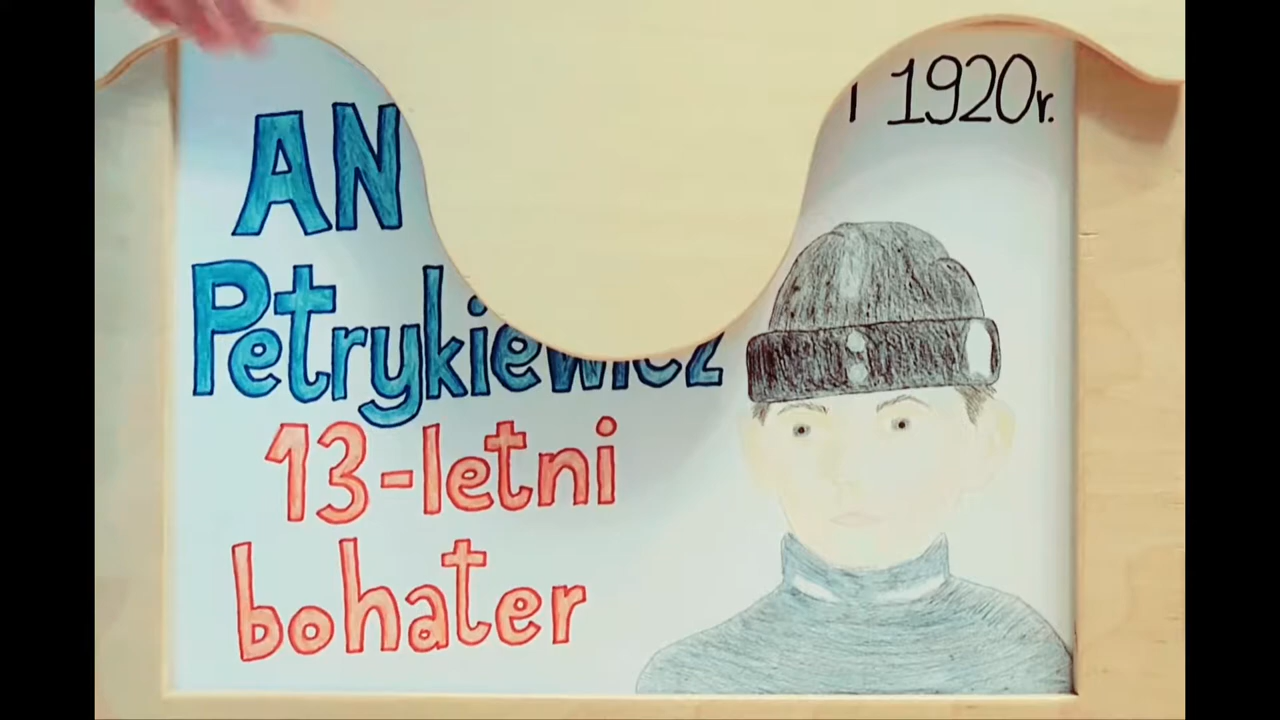 1920r.
AN
Petrykiewicz
13-letni
bohater